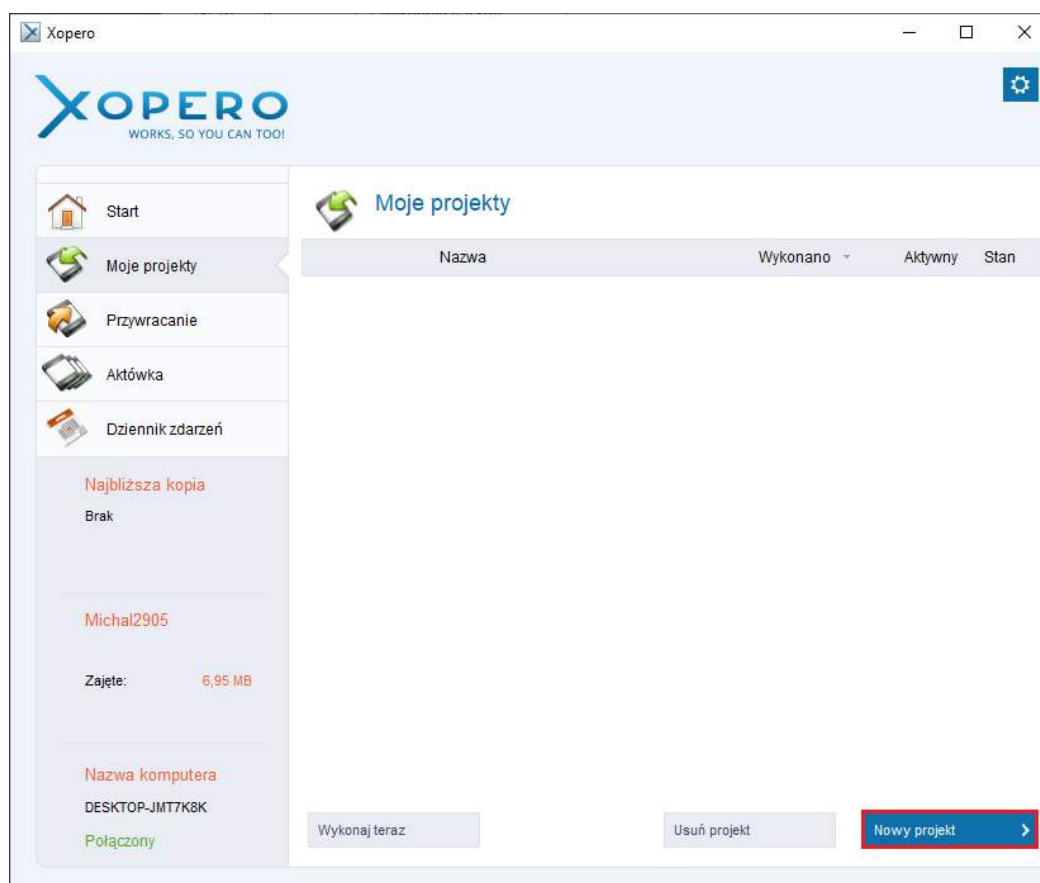 Xopero
XOPERO
WORKS, SO YOU CAN TOO!
Start
Moje projekty
Przywracanie
Aktówka
Dziennik zdarzeń
Najbliższa kopia
Brak
Michal2905
Zajęte: 6,95 MB
Nazwa komputera
DESKTOP-JMT7K8K
Połączony
Moje projekty
Nazwa Wykonano Aktywny Stan
Wykonaj teraz Usuń projekt Nowy projekt